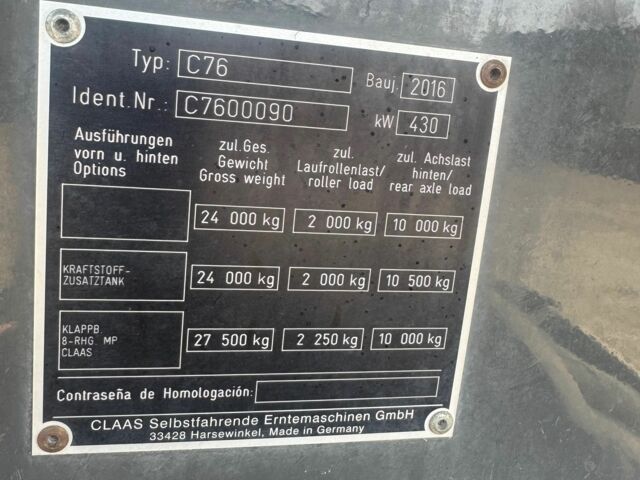 Typ: C76 Bauj. 2016
Ident.Nr.: C7600090 kW 430
Ausführungen
vorn u. hinten
Options
zul.Ges.
Gewicht
Gross weight
zul.
Laufrollenlast/
roller load
zul. Achslast
hinten/
rear axle load
24 000 kg 2 000 kg 10 000 kg
KRAFTSTOFF-
ZUSATZTANK
24 000 kg 2 000 kg 10 500 kg
KLAPPB.
8-RHG MP
CLAAS
27 500 kg 2 250 kg 10 000 kg
Contraseña de Homologación:
CLAAS Selbstfahrende Erntemaschinen GmbH
33428 Harsewinkel, Made in Germany